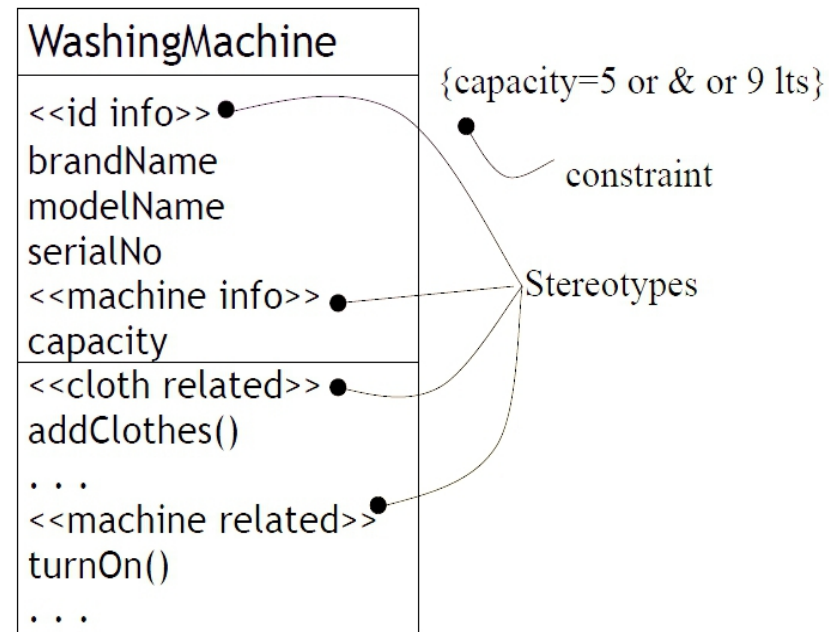 WashingMachine
<<id info>>
brandName
modelName
serialNo
<<machine info>>
capacity
<<cloth related>>
addClothes()
. . .
<<machine related>>
turnOn()
. . .
{capacity=5 or & or 9 lts}
constraint
Stereotypes